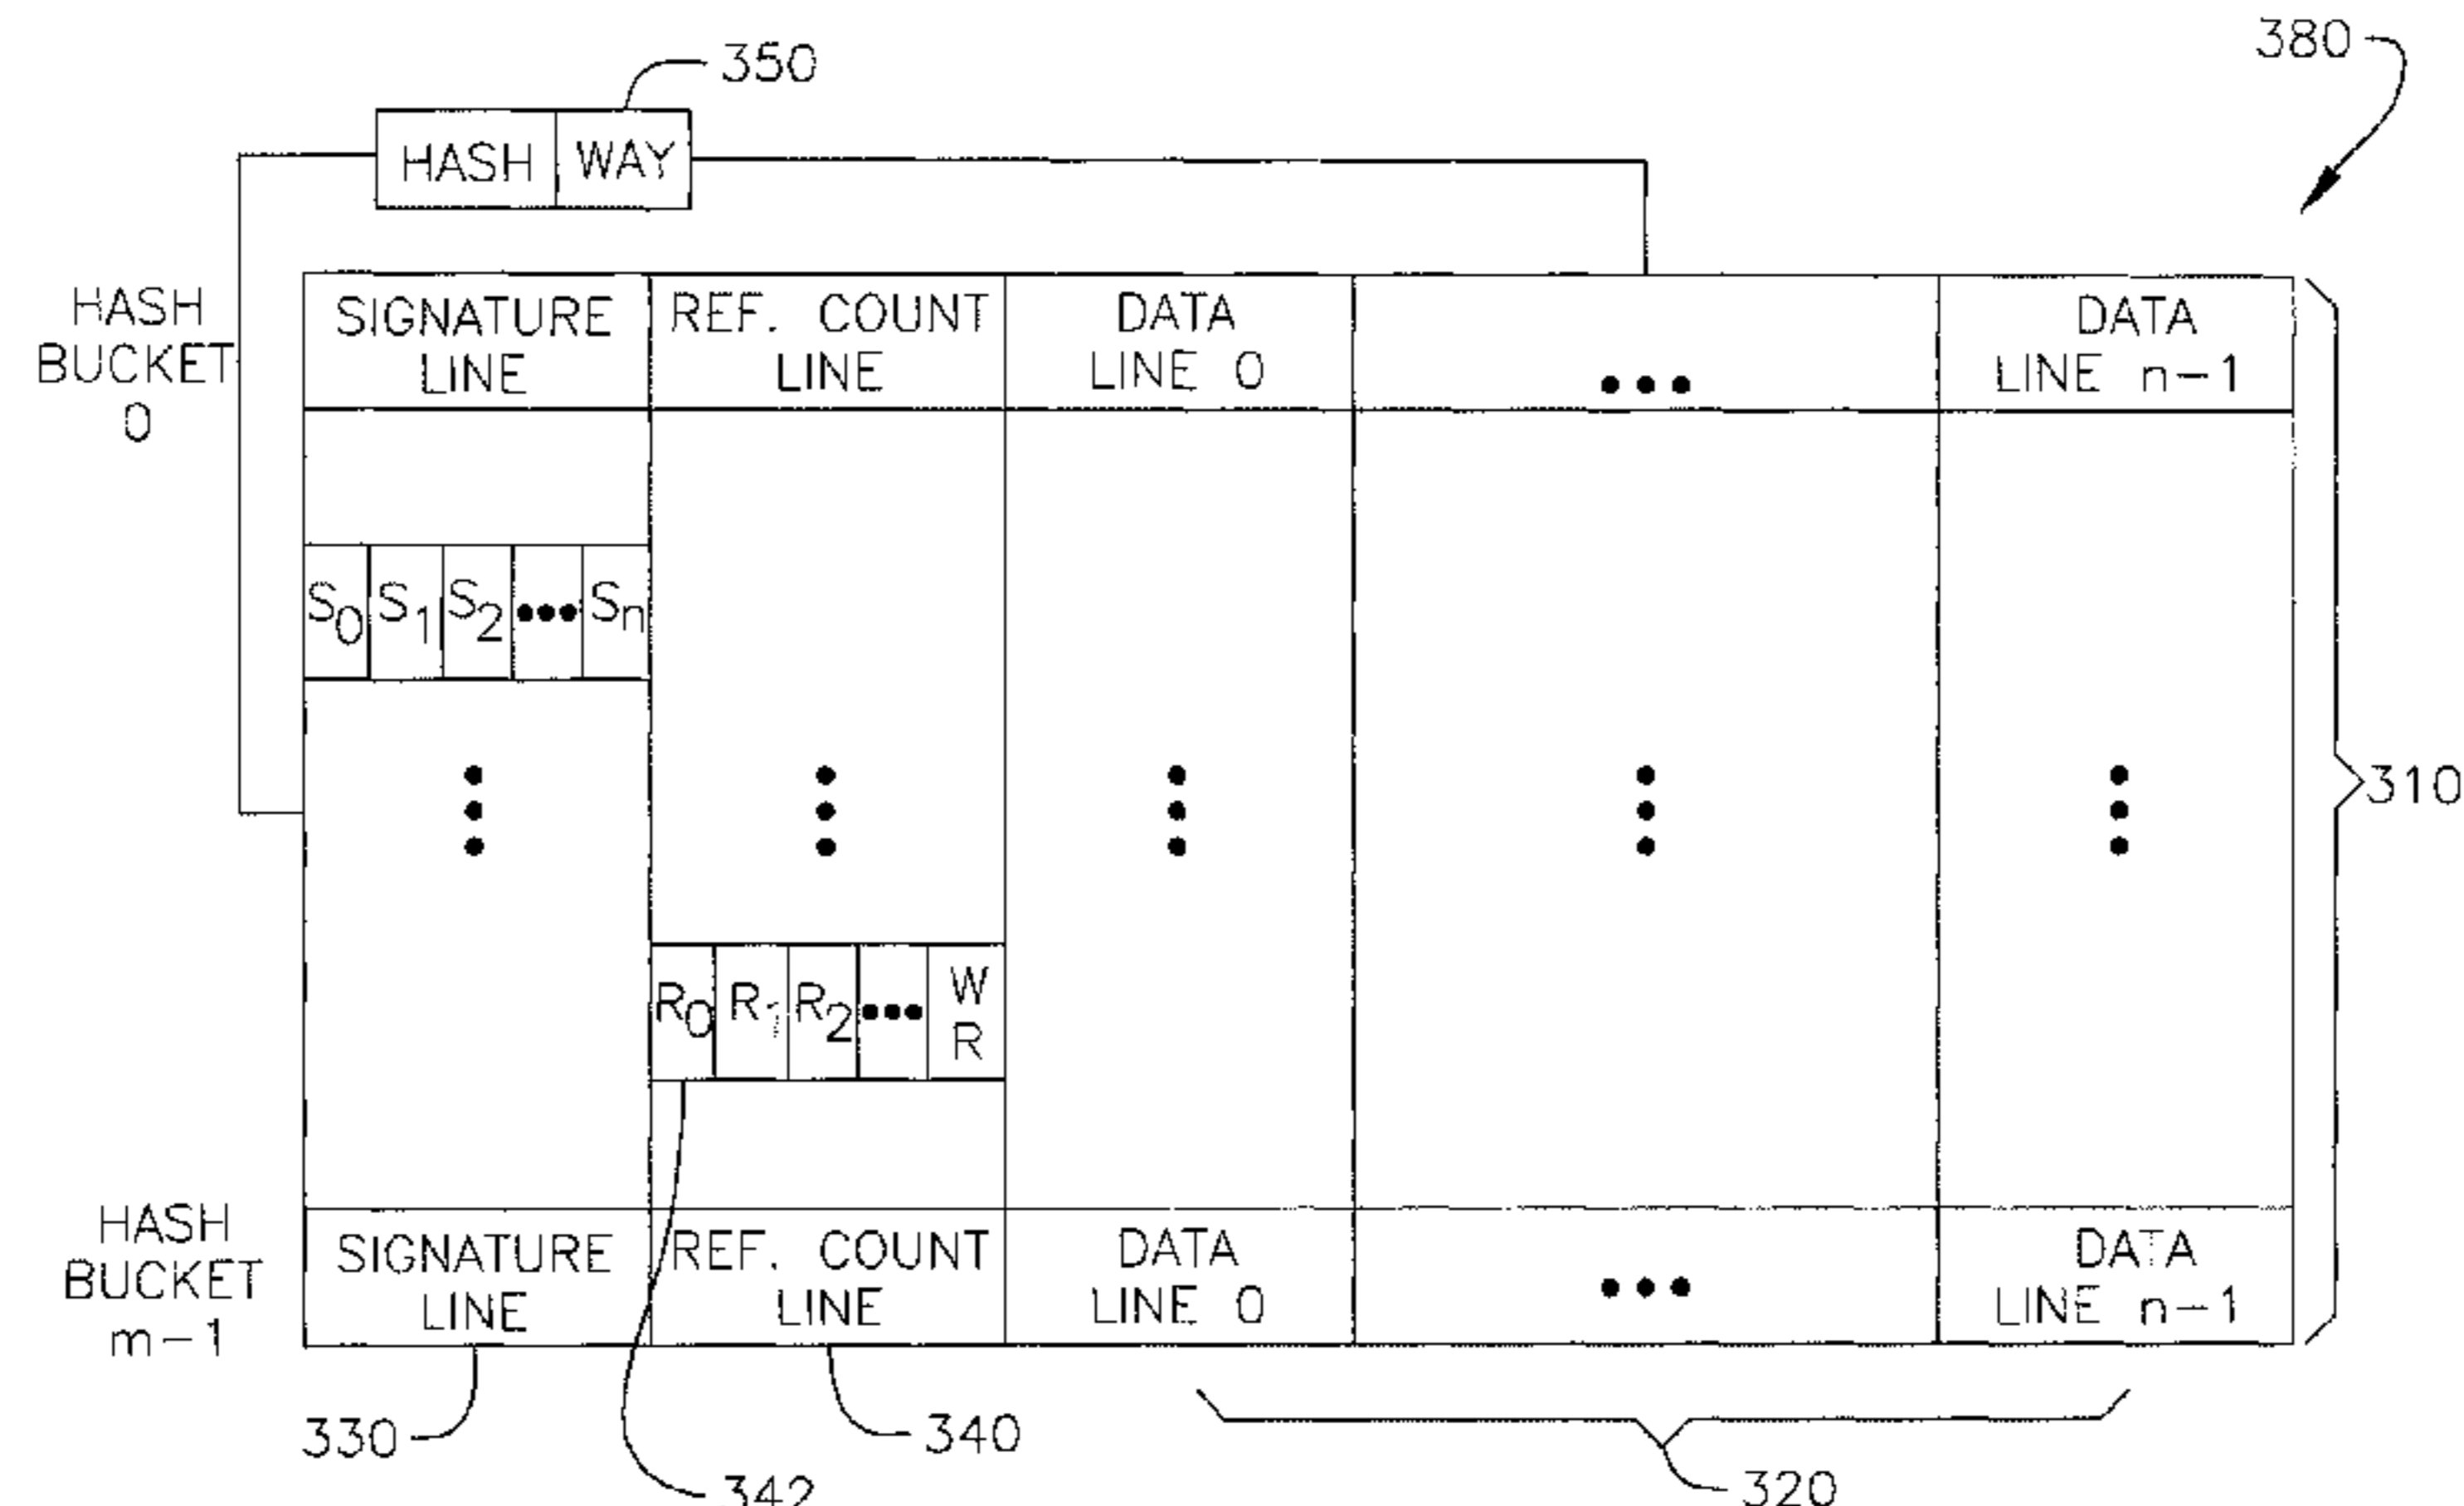 350
380
HASH WAY
HASH
BUCKET
0
SIGNATURE
LINE
REF. COUNT
LINE
DATA
LINE 0
•••
DATA
LINE n-1
S0 S1 S2 ••• Sn
310
R0 R1 R2 ••• W
R
HASH
BUCKET
m-1
SIGNATURE
LINE
REF. COUNT
LINE
DATA
LINE 0
•••
DATA
LINE n-1
330
340
342
320